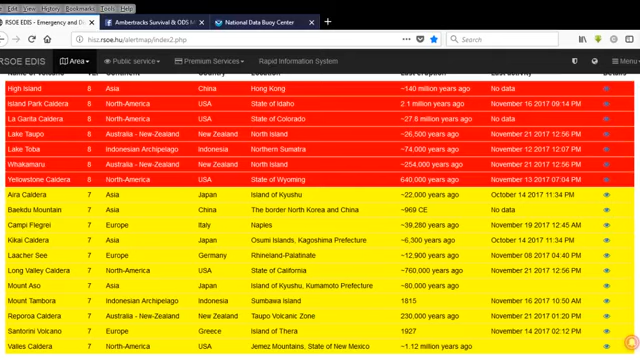 File Edit View History Bookmarks Tools Help
RSOE EDIS - Emergency and Di Ambertracks Survival & ODS M National Data Buoy Center
hisz.rsoe.hu/alertmap/index2.php 80% Search
RSOE EDIS Area Public service Premium Services Rapid Information System Menu
Name of Volcano VEI Continent Country Location Last eruption Last activity Details
High Island 8 Asia China Hong Kong ~140 million years ago No data
Island Park Caldera 8 North-America USA State of Idaho 2.1 million years ago November 16 2017 09:14 PM
La Garita Caldera 8 North-America USA State of Colorado ~27.8 million years ago No data
Lake Taupo 8 Australia - New-Zealand New Zealand North Island ~26,500 years ago November 21 2017 12:56 PM
Lake Toba 8 Indonesian Archipelago Indonesia Northern Sumatra ~74,000 years ago November 12 2017 12:07 PM
Whakamaru 8 Australia - New-Zealand New Zealand North Island ~254,000 years ago November 21 2017 12:56 PM
Yellowstone Caldera 8 North-America USA State of Wyoming 640,000 years ago November 13 2017 07:04 PM
Aira Caldera 7 Asia Japan Island of Kyushu ~22,000 years ago October 14 2017 11:34 PM
Baekdu Mountain 7 Asia China The border North Korea and China ~969 CE No data
Campi Flegrei 7 Europe Italy Naples ~39,280 years ago November 19 2017 12:45 AM
Kikai Caldera 7 Asia Japan Osumi Islands, Kagoshima Prefecture ~6,300 years ago October 14 2017 11:34 PM
Laacher See 7 Europe Germany Rhineland-Palatinate ~12,900 years ago November 08 2017 04:40 PM
Long Valley Caldera 7 North-America USA State of California ~760,000 years ago November 21 2017 12:56 PM
Mount Aso 7 Asia Japan Island of Kyushu, Kumamoto Prefecture ~80,000 years ago
Mount Tambora 7 Indonesian Archipelago Indonesia Sumbawa Island 1815 November 16 2017 10:50 AM
Reporoa Caldera 7 Australia - New-Zealand New Zealand Taupo Volcanic Zone 230,000 years ago November 21 2017 01:20 PM
Santorini Volcano 7 Europe Greece Island of Thera 1927 November 14 2017 02:12 PM
Valles Caldera 7 North-America USA Jemez Mountains, State of New Mexico ~1.12 million years ago